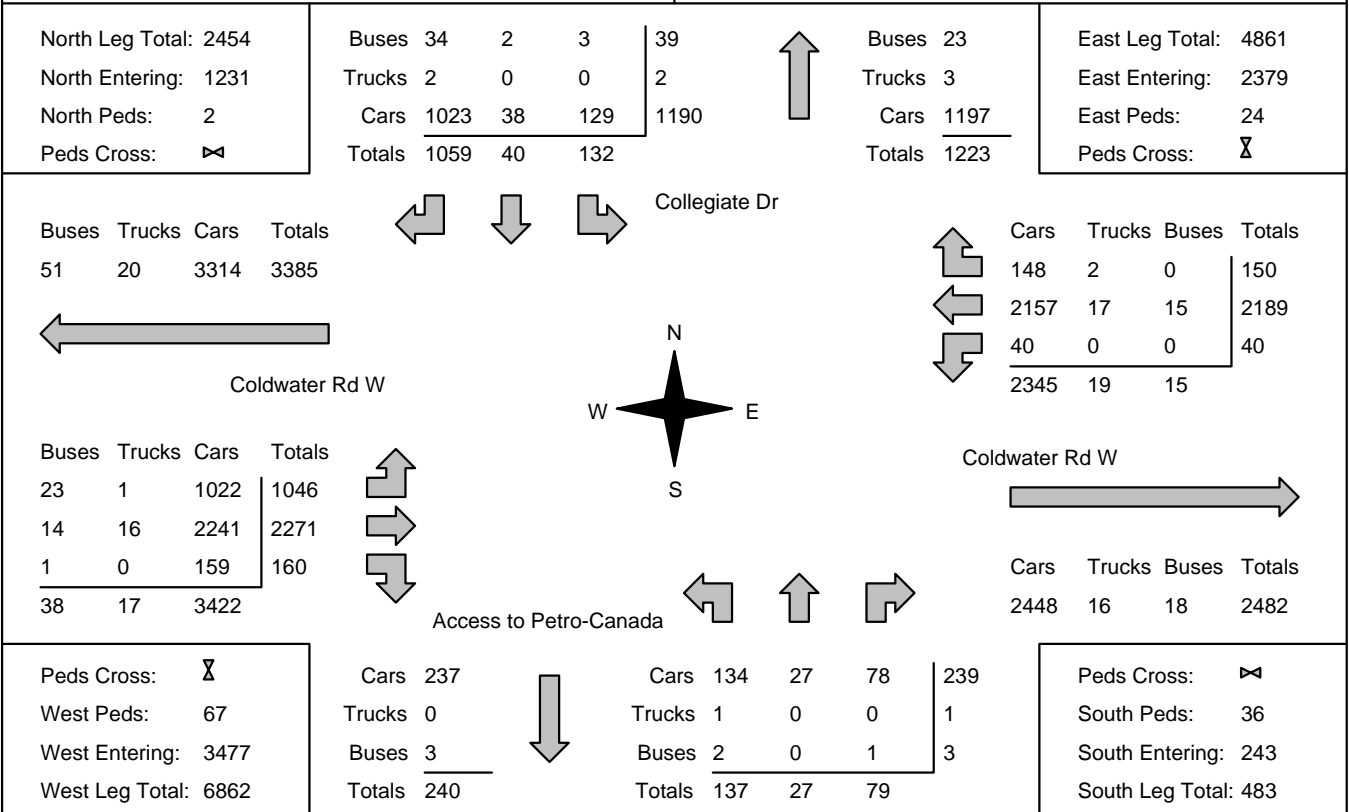 North Leg Total: 2454
North Entering: 1231
North Peds: 2
Peds Cross:
Buses 34 2 3 39
Trucks 2 0 0 2
Cars 1023 38 129 1190
Totals 1059 40 132
Buses 23
Trucks 3
Cars 1197
Totals 1223
East Leg Total: 4861
East Entering: 2379
East Peds: 24
Peds Cross:
Collegiate Dr
Buses Trucks Cars Totals
51 20 3314 3385
Cars Trucks Buses Totals
148 2 0 150
2157 17 15 2189
40 0 0 40
2345 19 15
Coldwater Rd W
N
W E
S
Buses Trucks Cars Totals
23 1 1022 1046
14 16 2241 2271
1 0 159 160
38 17 3422
Coldwater Rd W
Cars Trucks Buses Totals
2448 16 18 2482
Access to Petro-Canada
Peds Cross:
West Peds: 67
West Entering: 3477
West Leg Total: 6862
Cars 237
Trucks 0
Buses 3
Totals 240
Cars 134 27 78 239
Trucks 1 0 0 1
Buses 2 0 1 3
Totals 137 27 79
Peds Cross:
South Peds: 36
South Entering: 243
South Leg Total: 483